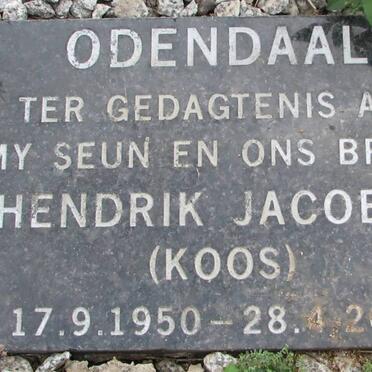 ODENDAAL
TER GEDAGTENIS A
MY SEUN EN ONS BR
HENDRIK JACOB
(KOOS)
17.9.1950 - 28.4.2